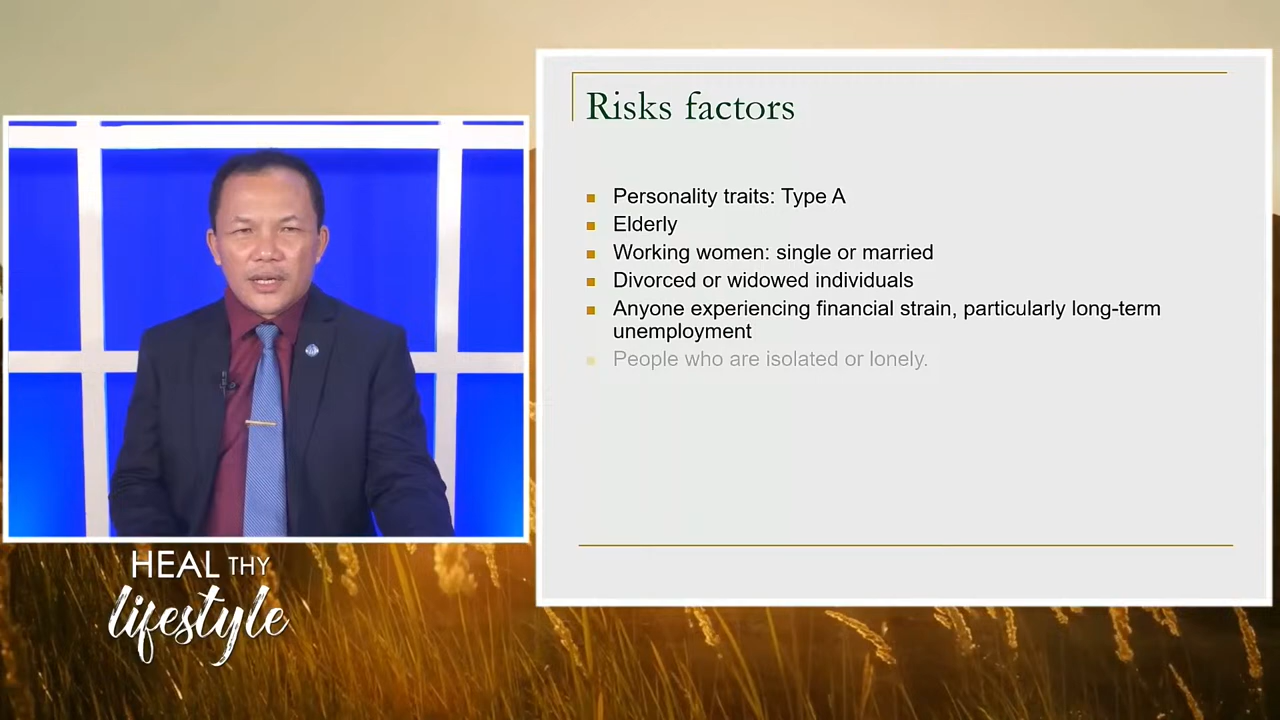 Risks factors
Personality traits: Type A
Elderly
Working women: single or married
Divorced or widowed individuals
Anyone experiencing financial strain, particularly long-term
unemployment
People who are isolated or lonely.
HEAL THY
lifestyle